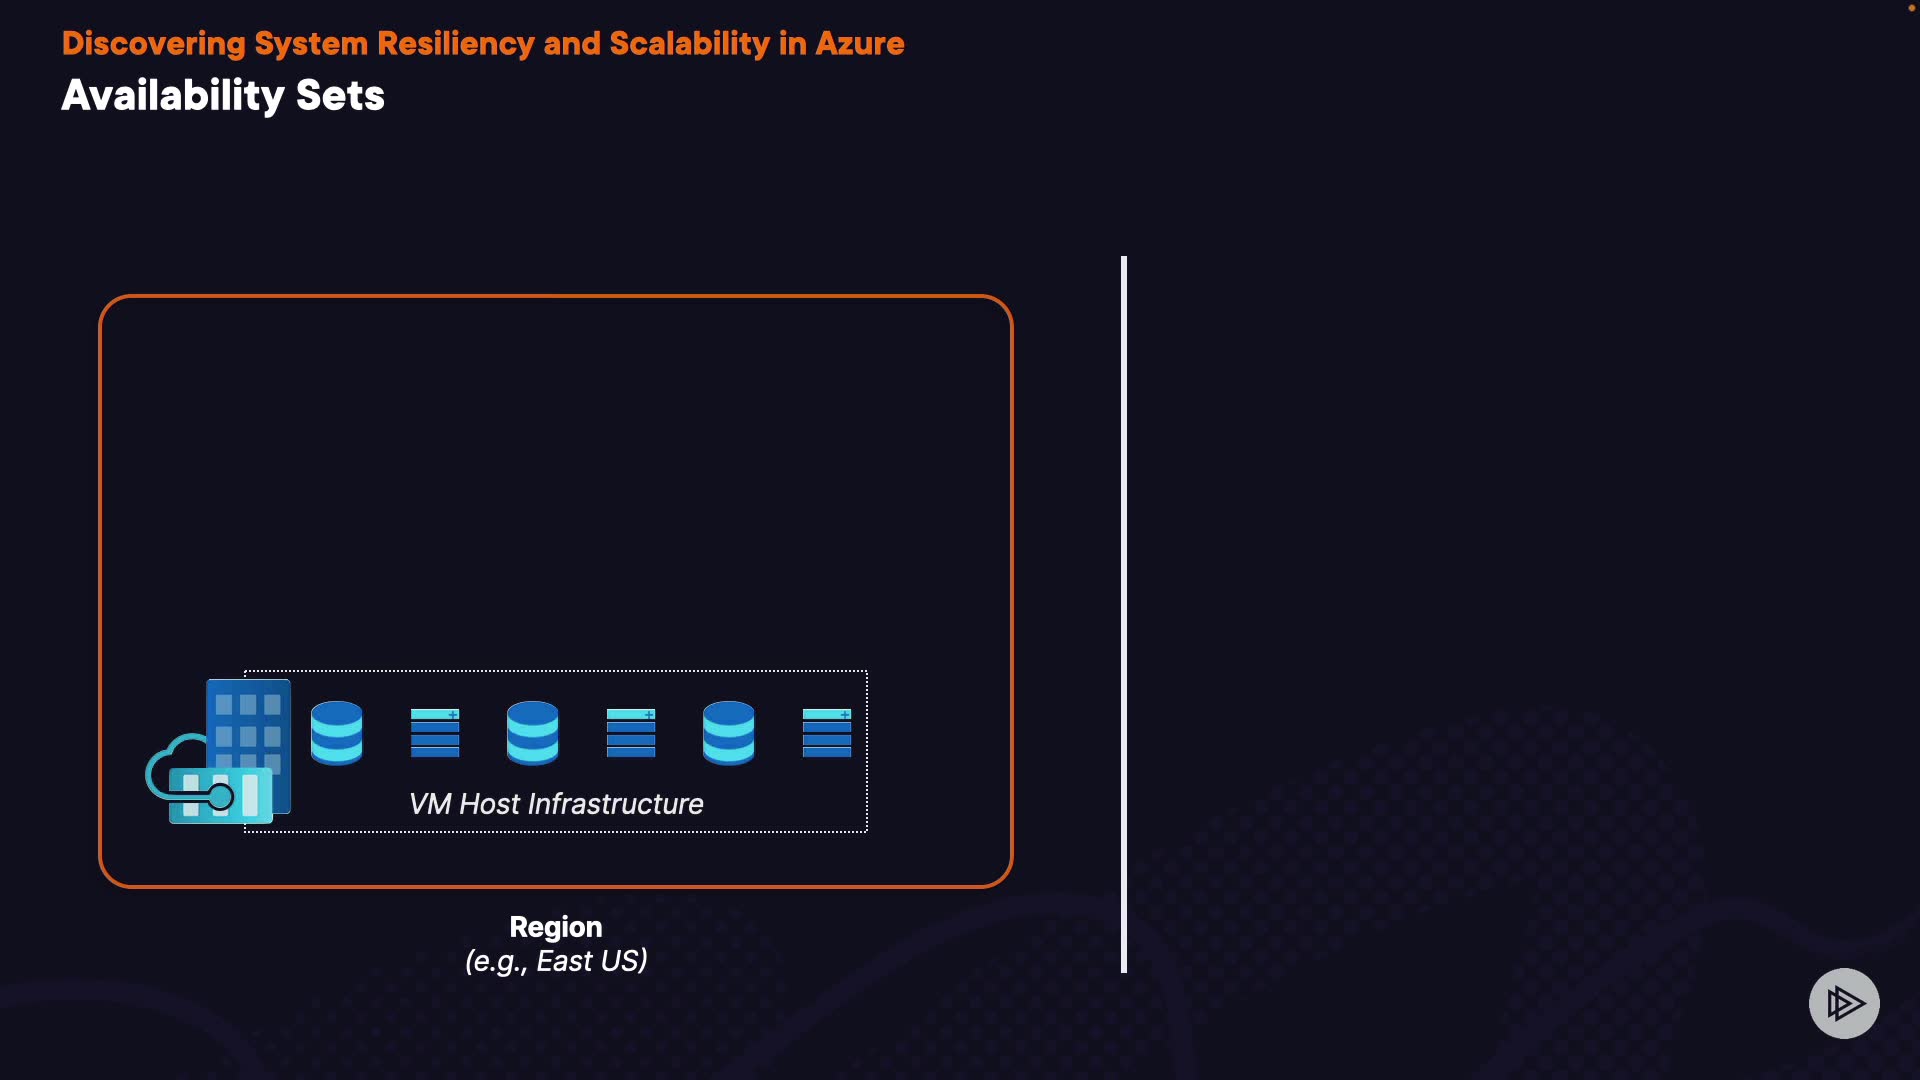 Discovering System Resiliency and Scalability in Azure
Availability Sets
VM Host Infrastructure
Region
(e.g., East US)